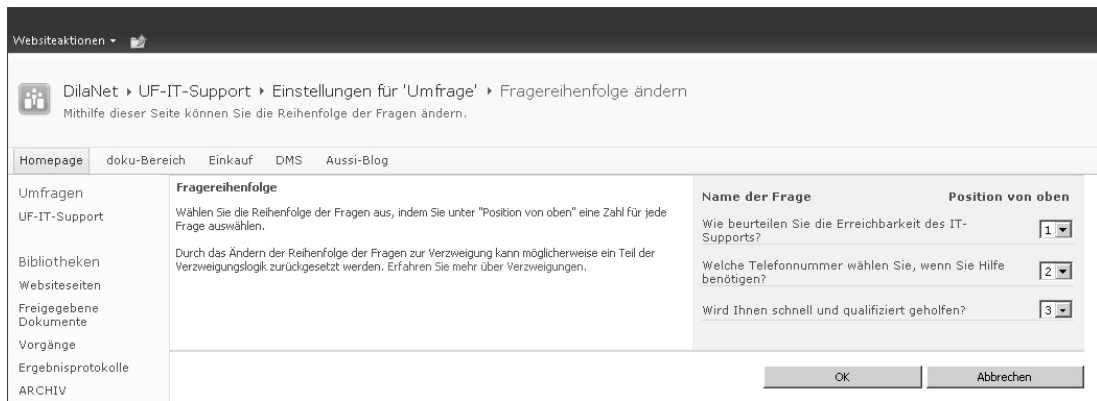 Websiteaktionen
DilaNet ▸ UF-IT-Support ▸ Einstellungen für 'Umfrage' ▸ Fragereihenfolge ändern
Mithilfe dieser Seite können Sie die Reihenfolge der Fragen ändern.
Homepage doku-Bereich Einkauf DMS Aussi-Blog
Umfragen
UF-IT-Support
Bibliotheken
Websiteseiten
Freigegebene
Dokumente
Vorgänge
Ergebnisprotokolle
ARCHIV
Fragereihenfolge
Wählen Sie die Reihenfolge der Fragen aus, indem Sie unter "Position von oben" eine Zahl für jede
Frage auswählen.
Durch das Ändern der Reihenfolge der Fragen zur Verzweigung kann möglicherweise ein Teil der
Verzweigungslogik zurückgesetzt werden. Erfahren Sie mehr über Verzweigungen.
Name der Frage Position von oben
Wie beurteilen Sie die Erreichbarkeit des IT-
Supports? 1
Welche Telefonnummer wählen Sie, wenn Sie Hilfe
benötigen? 2
Wird Ihnen schnell und qualifiziert geholfen? 3
OK Abbrechen